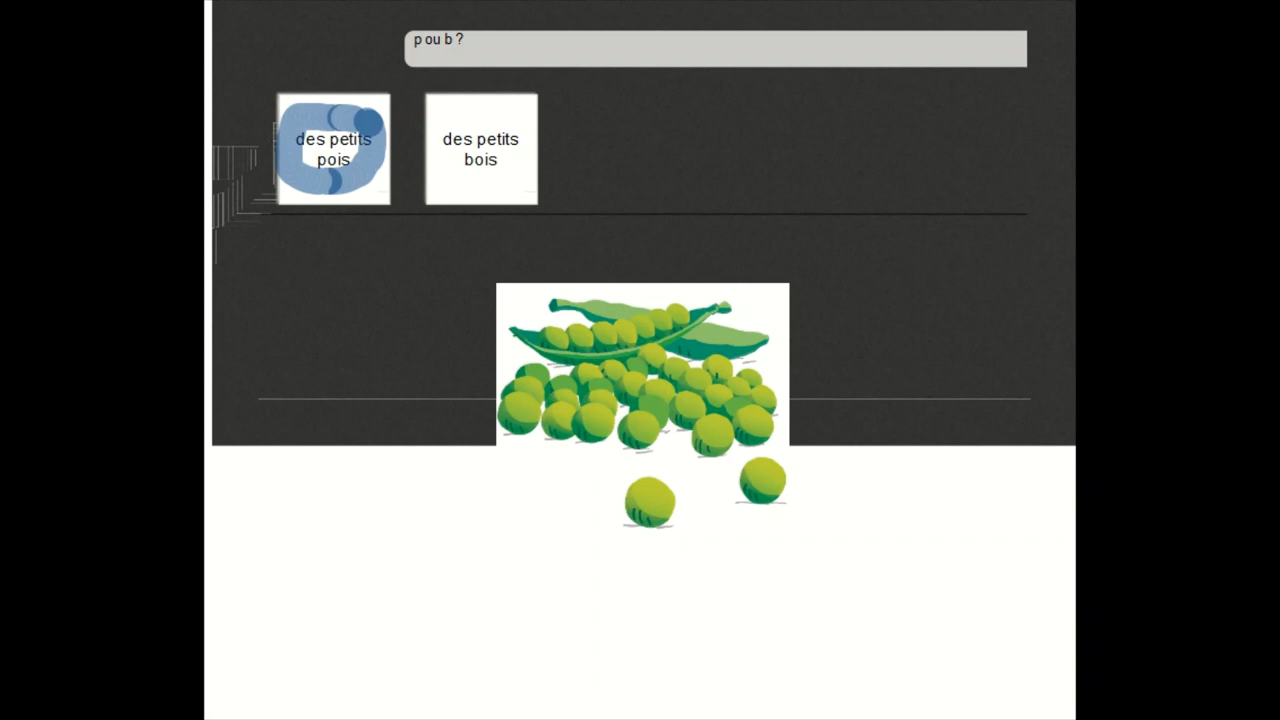 p ou b ?
des petits
pois
des petits
bois